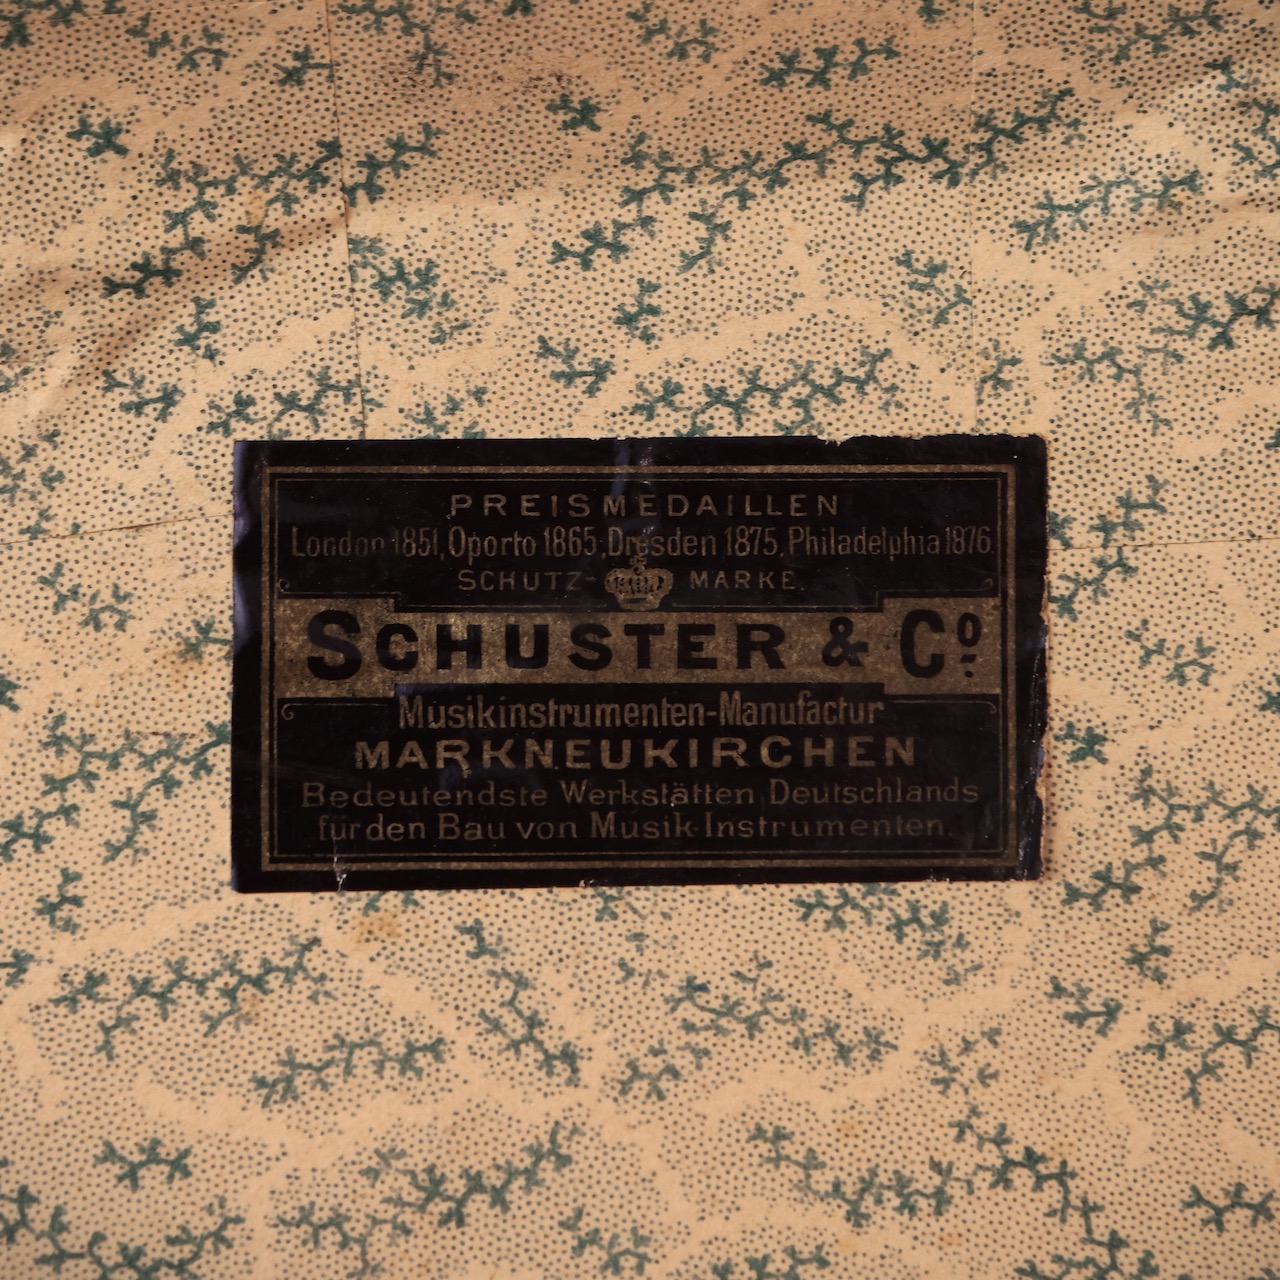 PREISMEDAILLEN
London 1851, Oporto 1865, Dresden 1875, Philadelphia 1876.
SCHUTZ- MARKE.
SCHUSTER & Co.
Musikinstrumenten-Manufactur
MARKNEUKIRCHEN
Bedeutendste Werkstätten Deutschlands
für den Bau von Musik-Instrumenten.